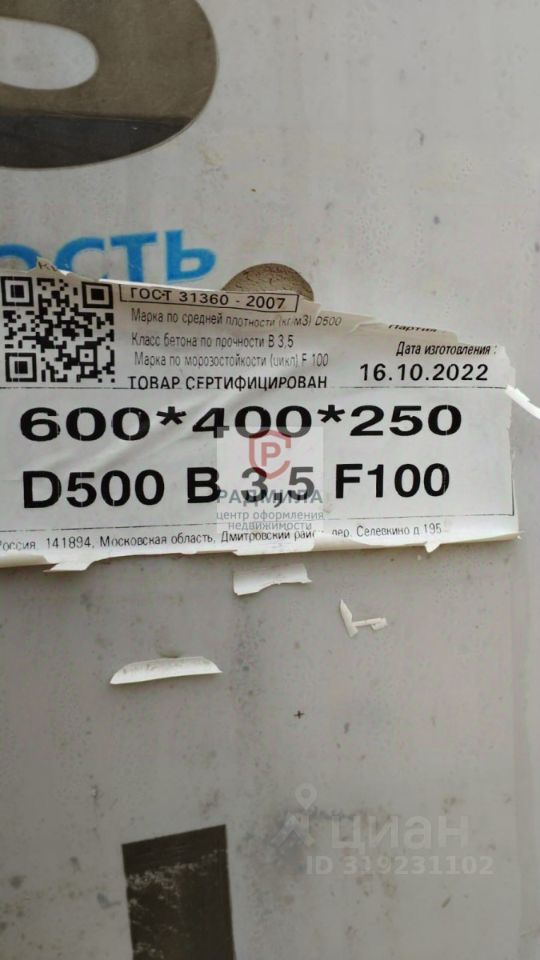 ОСТЬ
ГОСТ 31360 - 2007
Марка по средней плотности (кг/м3) D500
Класс бетона по прочности В 3,5
Марка по морозостойкости (цикл) F 100
ТОВАР СЕРТИФИЦИРОВАН
Партия
Дата изготовления :
16.10.2022
600*400*250
D500 B 3,5 F100
РАДМИЛА
центр оформления
недвижимости
Россия, 141894, Московская область, Дмитровский район, дер. Селевкино д.195
циан
ID 319231102